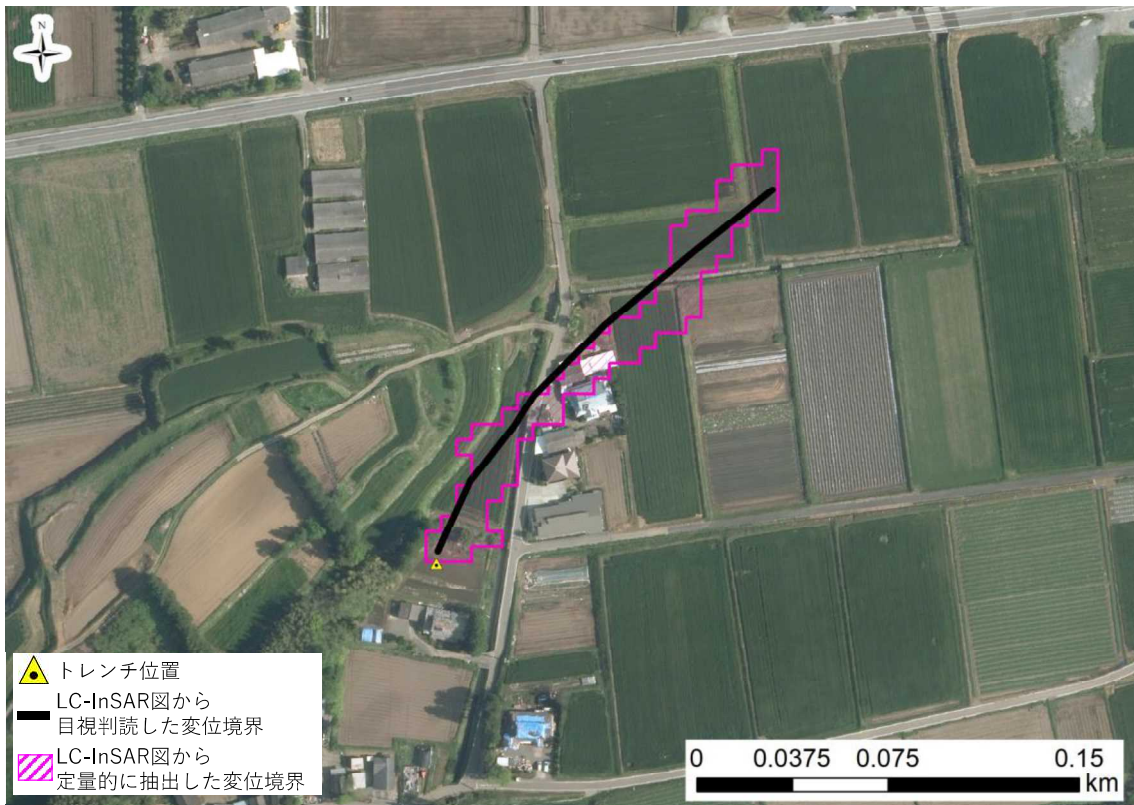 N
トレンチ位置
LC-InSAR図から
目視判読した変位境界
LC-InSAR図から
定量的に抽出した変位境界
0 0.0375 0.075 0.15
km